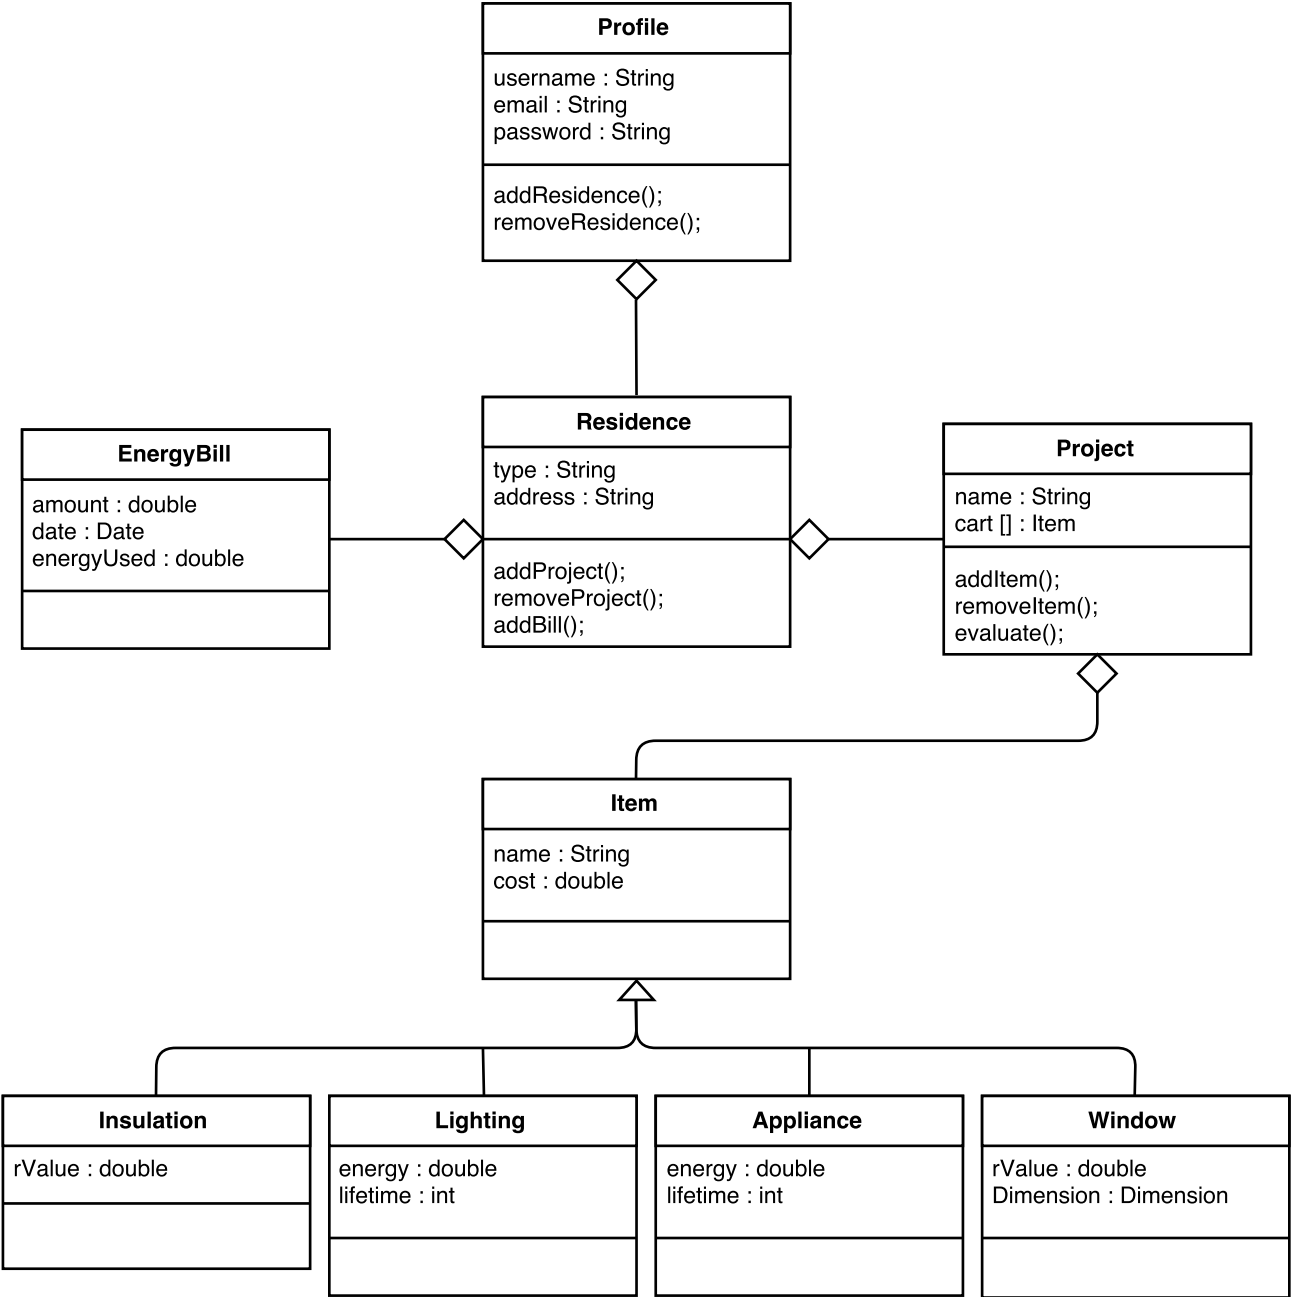 Profile
username : String
email : String
password : String
addResidence();
removeResidence();
EnergyBill
amount : double
date : Date
energyUsed : double
Residence
type : String
address : String
addProject();
removeProject();
addBill();
Project
name : String
cart [] : Item
addItem();
removeItem();
evaluate();
Item
name : String
cost : double
Insulation
rValue : double
Lighting
energy : double
lifetime : int
Appliance
energy : double
lifetime : int
Window
rValue : double
Dimension : Dimension